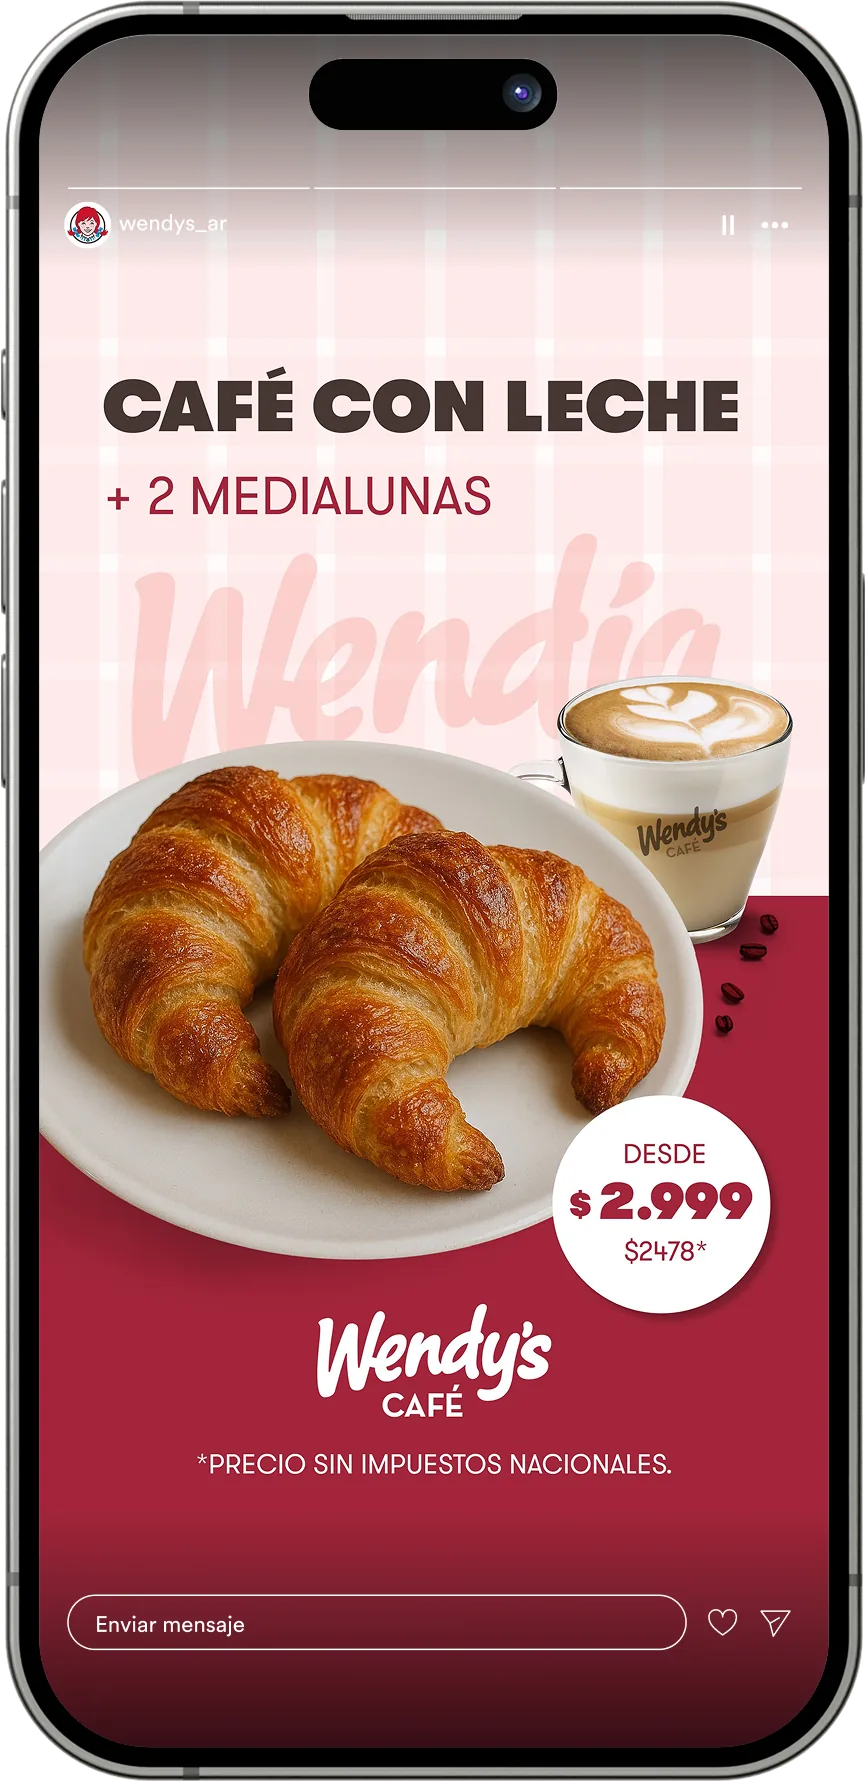 wendys_ar
CAFÉ CON LECHE
+ 2 MEDIALUNAS
Wendía
Wendy's
CAFÉ
DESDE
$2.999
$2478*
Wendy's
CAFÉ
*PRECIO SIN IMPUESTOS NACIONALES.
Enviar mensaje